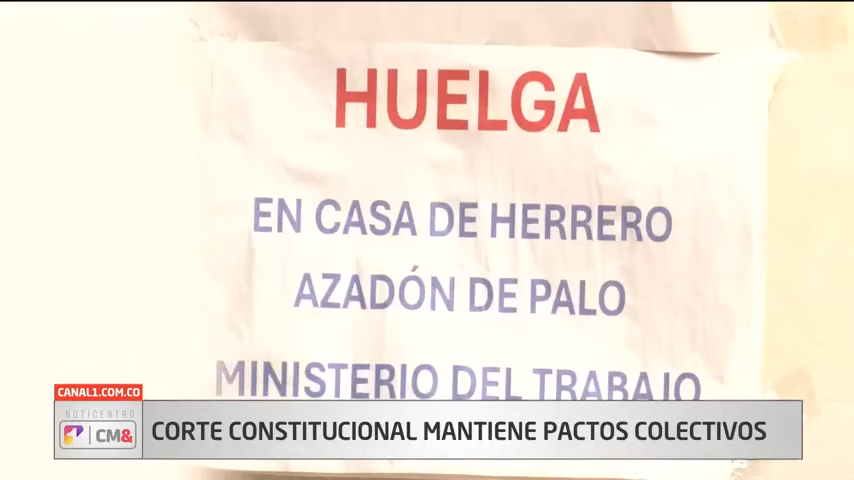 HUELGA
EN CASA DE HERRERO
AZADÓN DE PALO
MINISTERIO DEL TRABAJO
CANAL1.COM.CO
NOTICENTRO
CM&
CORTE CONSTITUCIONAL MANTIENE PACTOS COLECTIVOS